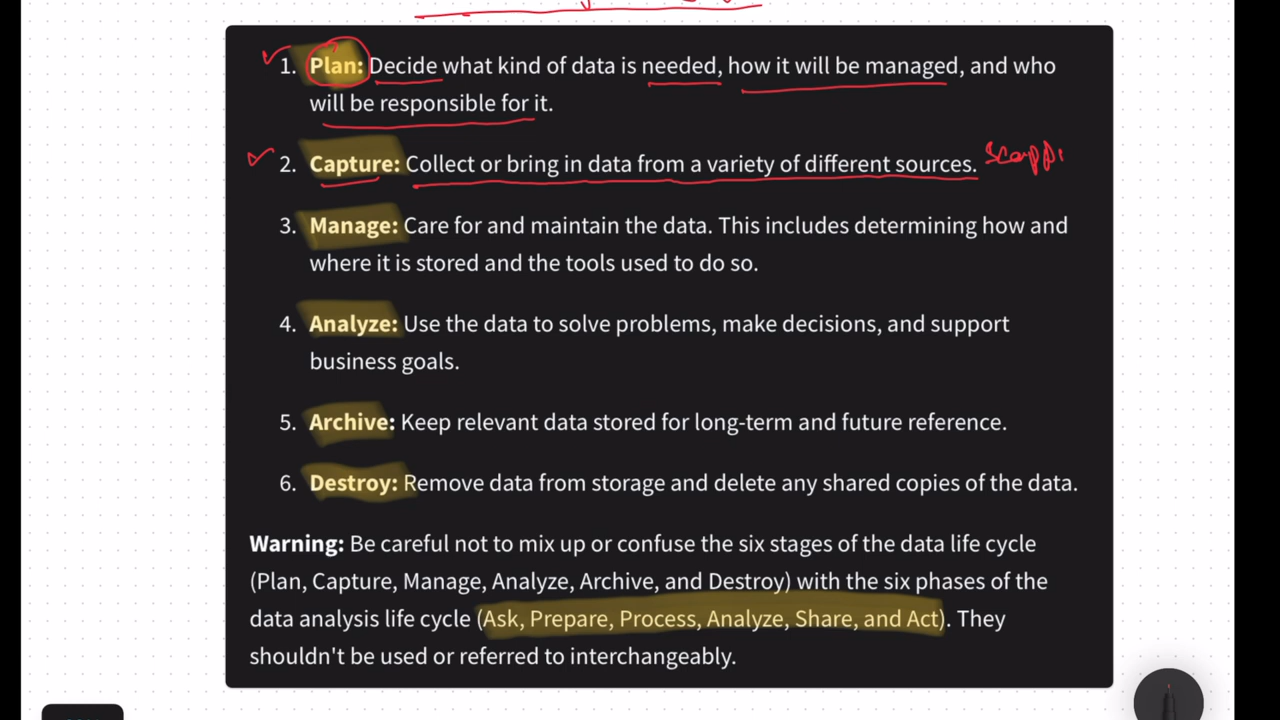 1. Plan: Decide what kind of data is needed, how it will be managed, and who
will be responsible for it.
2. Capture: Collect or bring in data from a variety of different sources.
3. Manage: Care for and maintain the data. This includes determining how and
where it is stored and the tools used to do so.
4. Analyze: Use the data to solve problems, make decisions, and support
business goals.
5. Archive: Keep relevant data stored for long-term and future reference.
6. Destroy: Remove data from storage and delete any shared copies of the data.
Warning: Be careful not to mix up or confuse the six stages of the data life cycle
(Plan, Capture, Manage, Analyze, Archive, and Destroy) with the six phases of the
data analysis life cycle (Ask, Prepare, Process, Analyze, Share, and Act). They
shouldn't be used or referred to interchangeably.